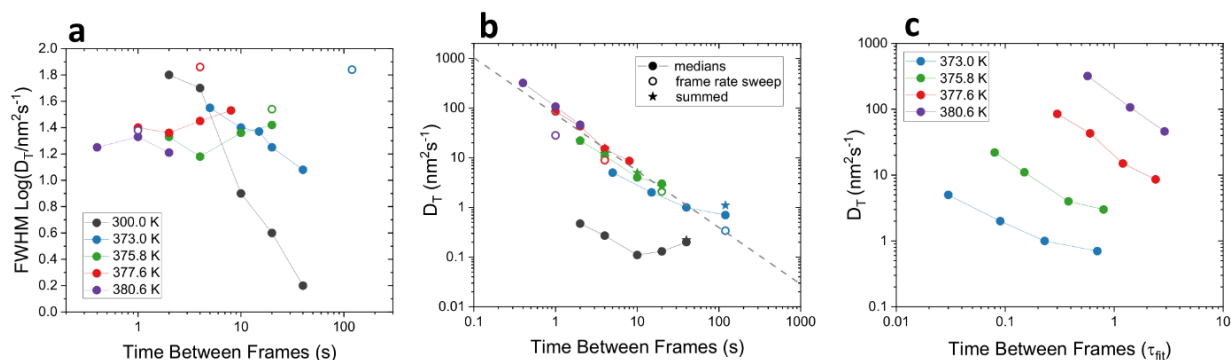 a
FWHM Log(D_T/nm²s⁻¹)
2.0
1.8
1.6
1.4
1.2
1.0
0.8
0.6
0.4
0.2
0.0
300.0 K
373.0 K
375.8 K
377.6 K
380.6 K
1 10 100
Time Between Frames (s)
b
D_T (nm²s⁻¹)
1000
100
10
1
0.1
0.01
medians
frame rate sweep
summed
0.1 1 10 100 1000
Time Between Frames (s)
c
D_T (nm²s⁻¹)
1000
100
10
1
0.1
373.0 K
375.8 K
377.6 K
380.6 K
0.01 0.1 1 10
Time Between Frames (τ_fit)